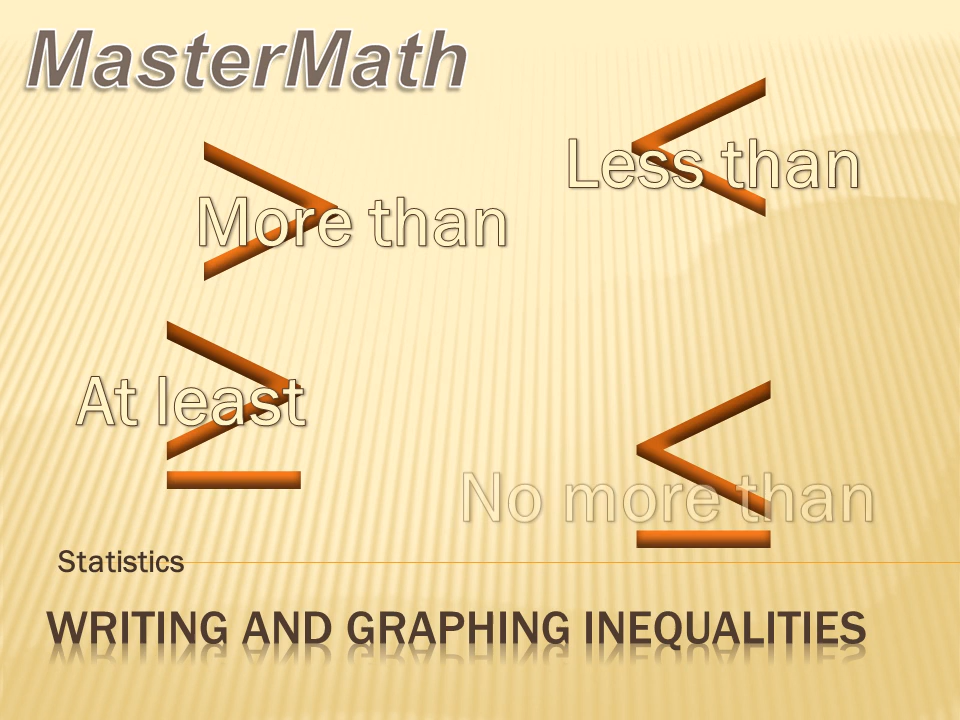 MasterMath
<
Less than
>
More than
≥
At least
≤
No more than
Statistics
WRITING AND GRAPHING INEQUALITIES